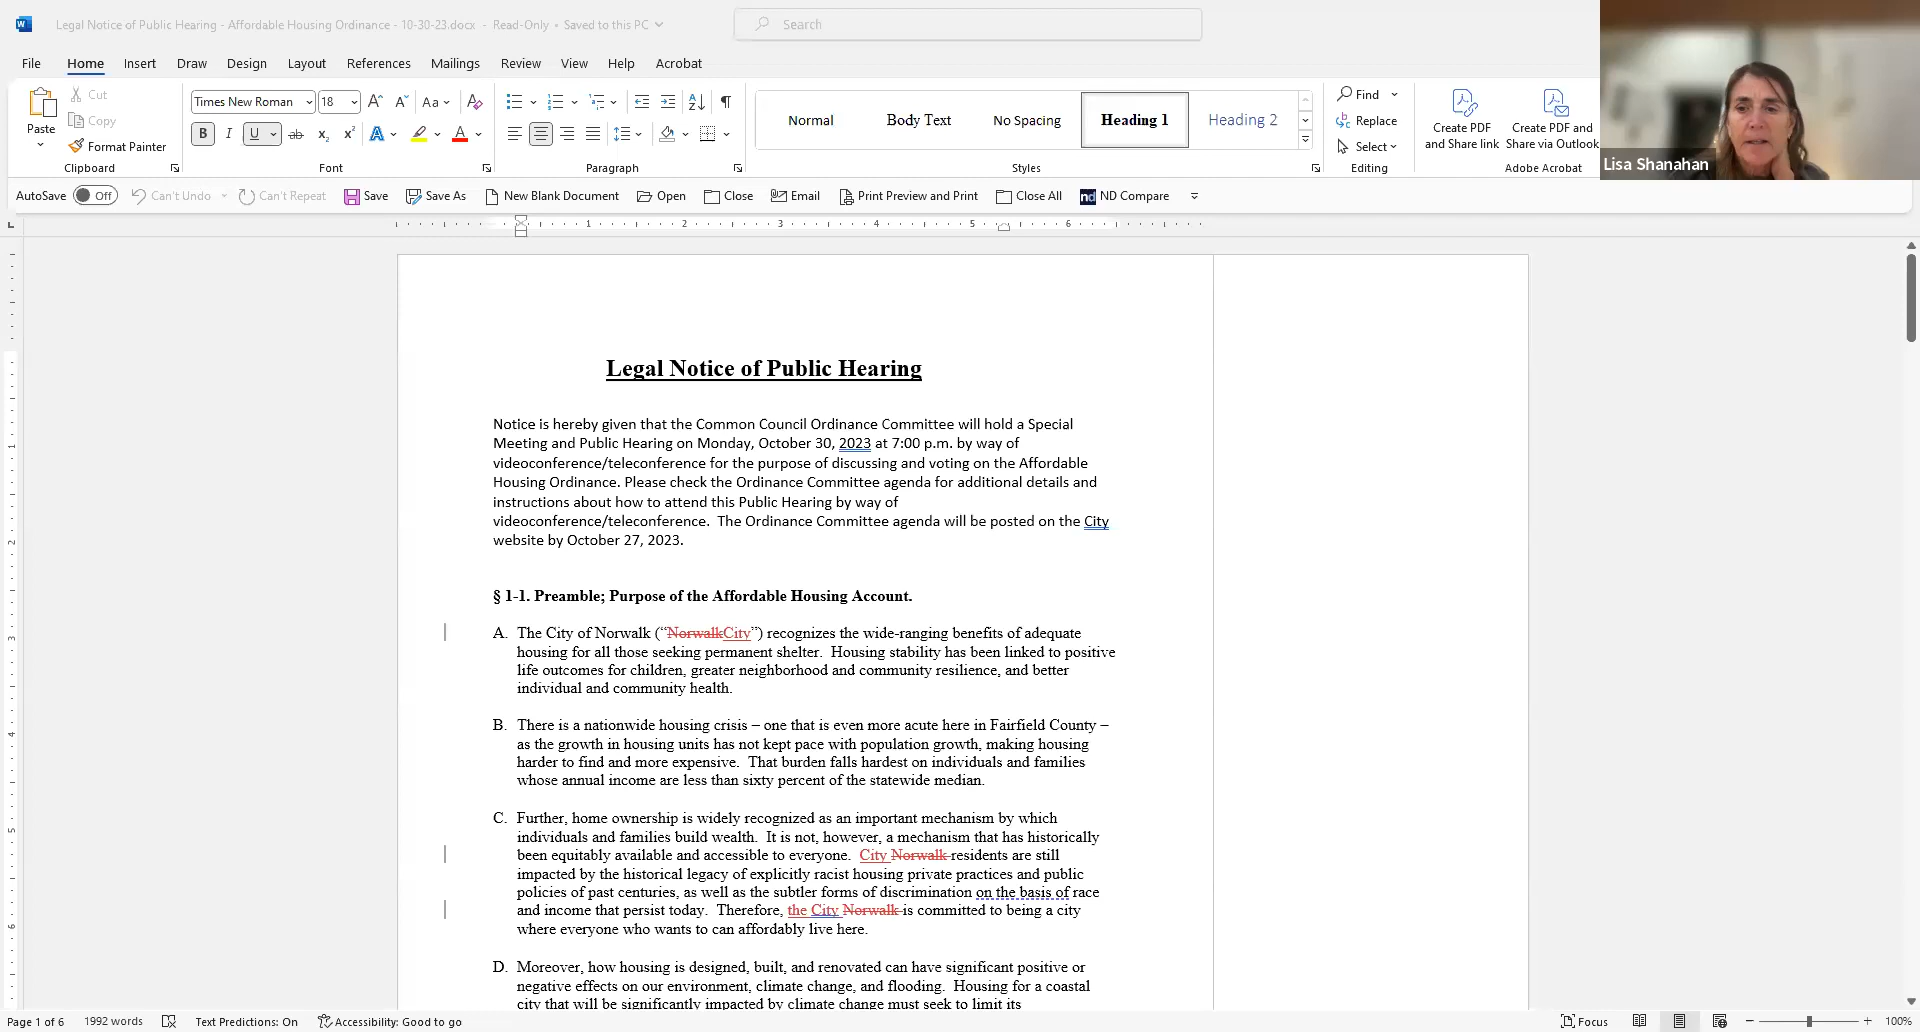 Legal Notice of Public Hearing - Affordable Housing Ordinance - 10-30-23.docx - Read-Only • Saved to this PC
Search
File Home Insert Draw Design Layout References Mailings Review View Help Acrobat
Paste
Cut
Copy
Format Painter
Clipboard
Times New Roman 18
Font
Paragraph
Normal Body Text No Spacing Heading 1 Heading 2
Styles
Find
Replace
Select
Editing
Create PDF
and Share link
Create PDF and
Share via Outlook
Adobe Acrobat
Lisa Shanahan
AutoSave Off Can't Undo Can't Repeat Save Save As New Blank Document Open Close Email Print Preview and Print Close All nd ND Compare
1 2 3 4 5 6
Legal Notice of Public Hearing
Notice is hereby given that the Common Council Ordinance Committee will hold a Special
Meeting and Public Hearing on Monday, October 30, 2023 at 7:00 p.m. by way of
videoconference/teleconference for the purpose of discussing and voting on the Affordable
Housing Ordinance. Please check the Ordinance Committee agenda for additional details and
instructions about how to attend this Public Hearing by way of
videoconference/teleconference.  The Ordinance Committee agenda will be posted on the City
website by October 27, 2023.
§ 1-1. Preamble; Purpose of the Affordable Housing Account.
A. The City of Norwalk (“NorwalkCity”) recognizes the wide-ranging benefits of adequate
housing for all those seeking permanent shelter.  Housing stability has been linked to positive
life outcomes for children, greater neighborhood and community resilience, and better
individual and community health.
B. There is a nationwide housing crisis – one that is even more acute here in Fairfield County –
as the growth in housing units has not kept pace with population growth, making housing
harder to find and more expensive.  That burden falls hardest on individuals and families
whose annual income are less than sixty percent of the statewide median.
C. Further, home ownership is widely recognized as an important mechanism by which
individuals and families build wealth.  It is not, however, a mechanism that has historically
been equitably available and accessible to everyone.  City Norwalk residents are still
impacted by the historical legacy of explicitly racist housing private practices and public
policies of past centuries, as well as the subtler forms of discrimination on the basis of race
and income that persist today.  Therefore, the City Norwalk is committed to being a city
where everyone who wants to can affordably live here.
D. Moreover, how housing is designed, built, and renovated can have significant positive or
negative effects on our environment, climate change, and flooding.  Housing for a coastal
city that will be significantly impacted by climate change must seek to limit its
Page 1 of 6 1992 words Text Predictions: On Accessibility: Good to go Focus 100%